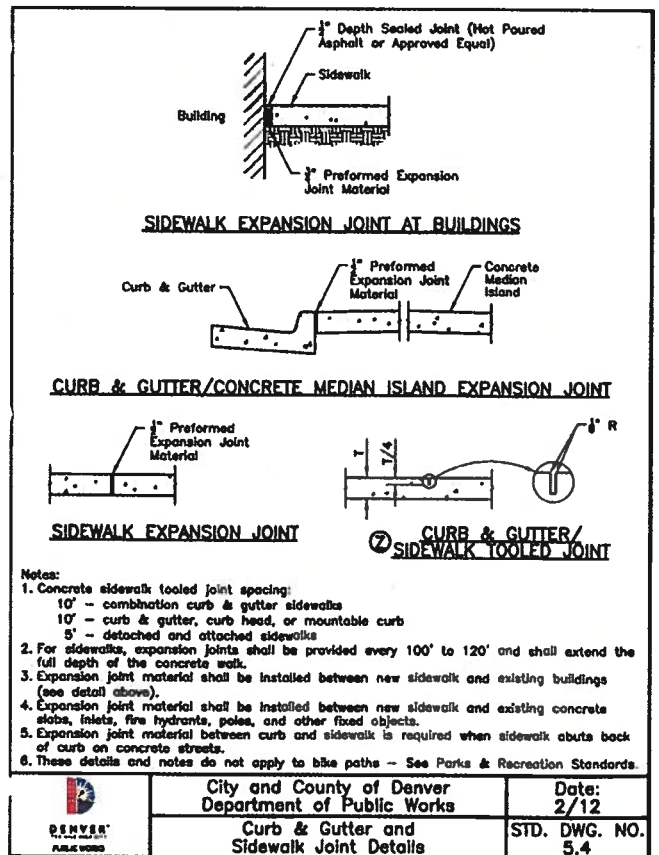 ½" Depth Sealed Joint (Hot Poured
Asphalt or Approved Equal)
Sidewalk
Building
½" Preformed Expansion
Joint Material
SIDEWALK EXPANSION JOINT AT BUILDINGS
Curb & Gutter
½" Preformed
Expansion Joint
Material
Concrete
Median
Island
CURB & GUTTER/CONCRETE MEDIAN ISLAND EXPANSION JOINT
½" Preformed
Expansion Joint
Material
T
T/4
R
SIDEWALK EXPANSION JOINT
CURB & GUTTER/
SIDEWALK TOOLED JOINT
Notes:
1. Concrete sidewalk tooled joint spacing:
10' – combination curb & gutter sidewalks
10' – curb & gutter, curb head, or mountable curb
5' – detached and attached sidewalks
2. For sidewalks, expansion joints shall be provided every 100' to 120' and shall extend the
full depth of the concrete walk.
3. Expansion joint material shall be installed between new sidewalk and existing buildings
(see detail above).
4. Expansion joint material shall be installed between new sidewalk and existing concrete
slabs, inlets, fire hydrants, poles, and other fixed objects.
5. Expansion joint material between curb and sidewalk is required when sidewalk abuts back
of curb on concrete streets.
6. These details and notes do not apply to bike paths – See Parks & Recreation Standards.
DENVER
THE MILE HIGH CITY
PUBLIC WORKS
City and County of Denver
Department of Public Works
Date:
2/12
Curb & Gutter and
Sidewalk Joint Details
STD. DWG. NO.
5.4